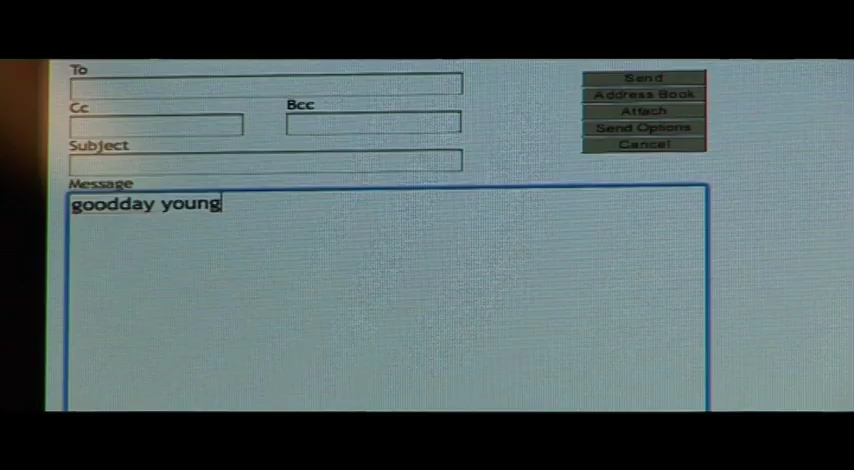 To
Send
Address Book
Cc
Bcc
Attach
Send Options
Subject
Cancel
Message
goodday young